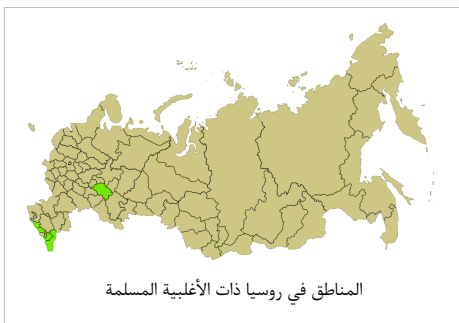 المناطق في روسيا ذات الأغلبية المسلمة